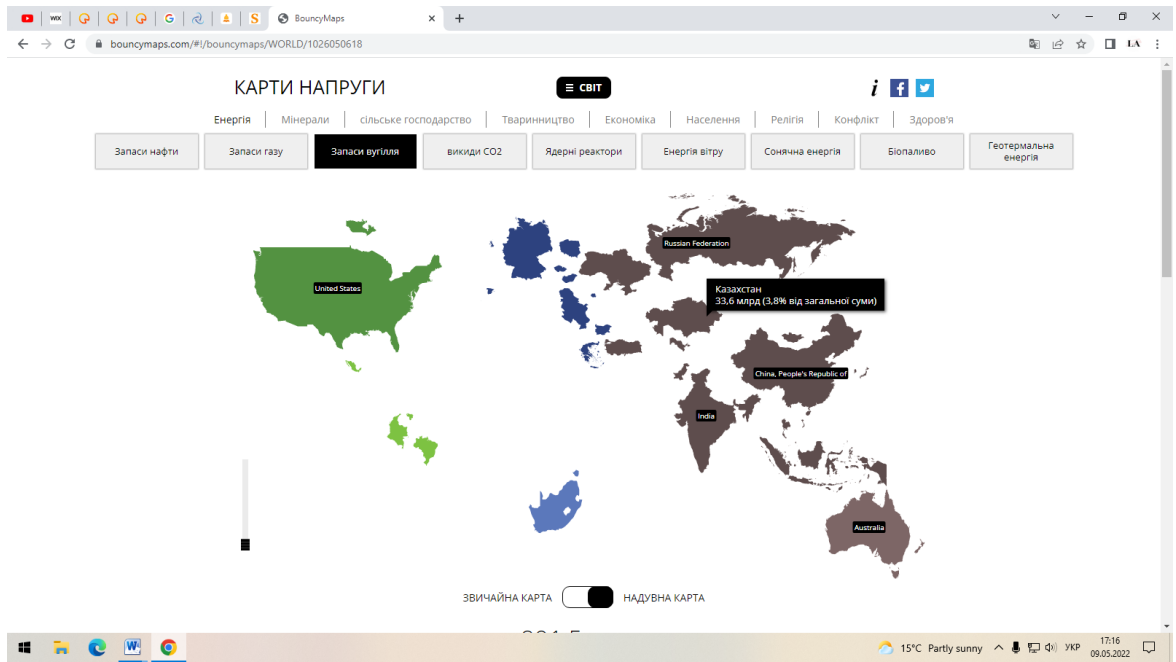 WIX
S
BouncyMaps
bouncymaps.com/#!/bouncymaps/WORLD/1026050618
LA
КАРТИ НАПРУГИ
≡ СВІТ
i
Енергія | Мінерали | сільське господарство | Тваринництво | Економіка | Населення | Релігія | Конфлікт | Здоров'я
Запаси нафти
Запаси газу
Запаси вугілля
викиди CO2
Ядерні реактори
Енергія вітру
Сонячна енергія
Біопаливо
Геотермальна
енергія
Russian Federation
United States
Казахстан
33,6 млрд (3,8% від загальної суми)
China, People's Republic of
India
Australia
ЗВИЧАЙНА КАРТА
НАДУВНА КАРТА
15°C Partly sunny
УКР
17:16
09.05.2022